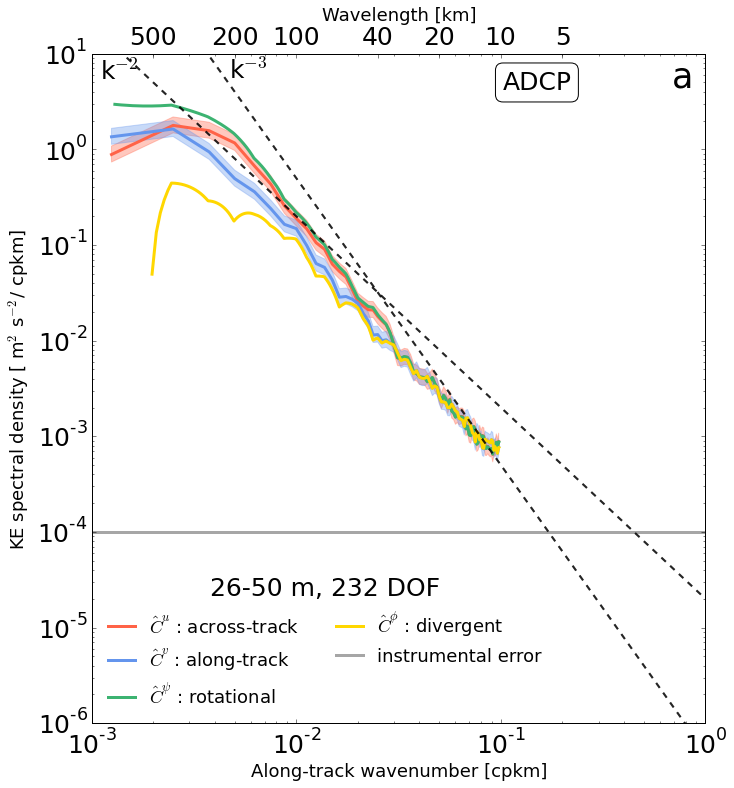 Wavelength [km]
500 200 100 40 20 10 5
10^1
k^-2 k^-3 ADCP a
10^0
10^-1
10^-2
10^-3
10^-4
10^-5
10^-6
KE spectral density [ m^2 s^-2 / cpkm]
26-50 m, 232 DOF
Ĉ^u : across-track
Ĉ^v : along-track
Ĉ^ψ : rotational
Ĉ^ϕ : divergent
instrumental error
10^-3 10^-2 10^-1 10^0
Along-track wavenumber [cpkm]